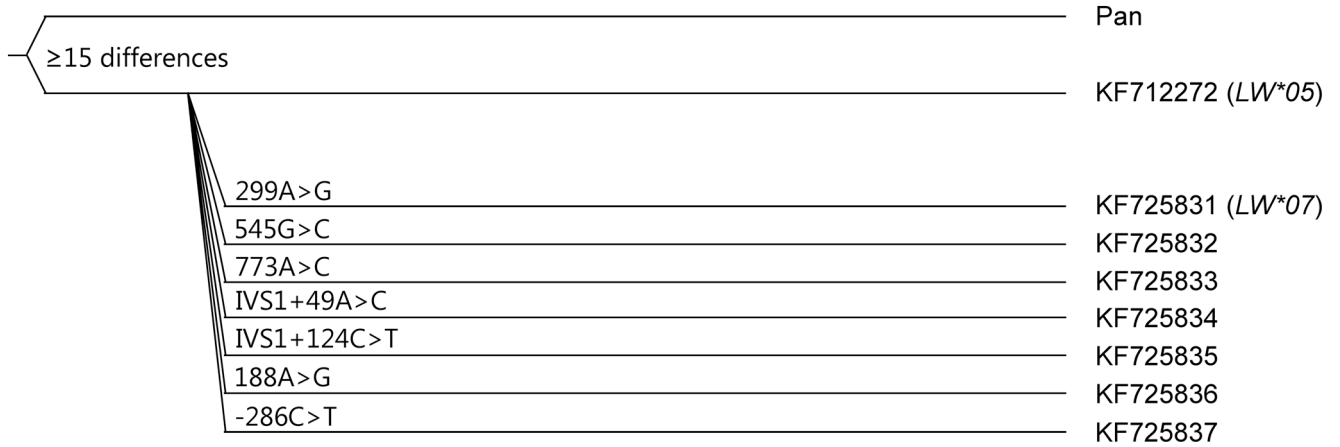 Pan
≥15 differences
KF712272 (LW*05)
299A>G
KF725831 (LW*07)
545G>C
KF725832
773A>C
KF725833
IVS1+49A>C
KF725834
IVS1+124C>T
KF725835
188A>G
KF725836
-286C>T
KF725837